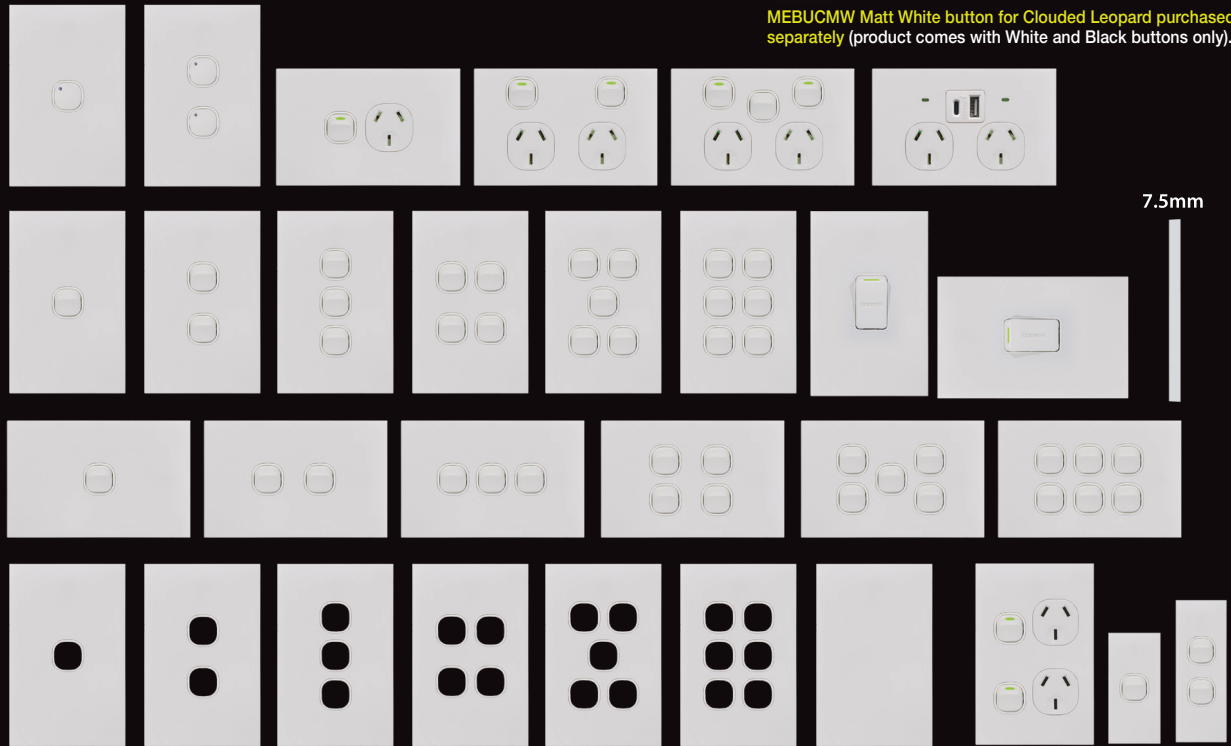 MEBUCMW Matt White button for Clouded Leopard purchased
separately (product comes with White and Black buttons only).
7.5mm